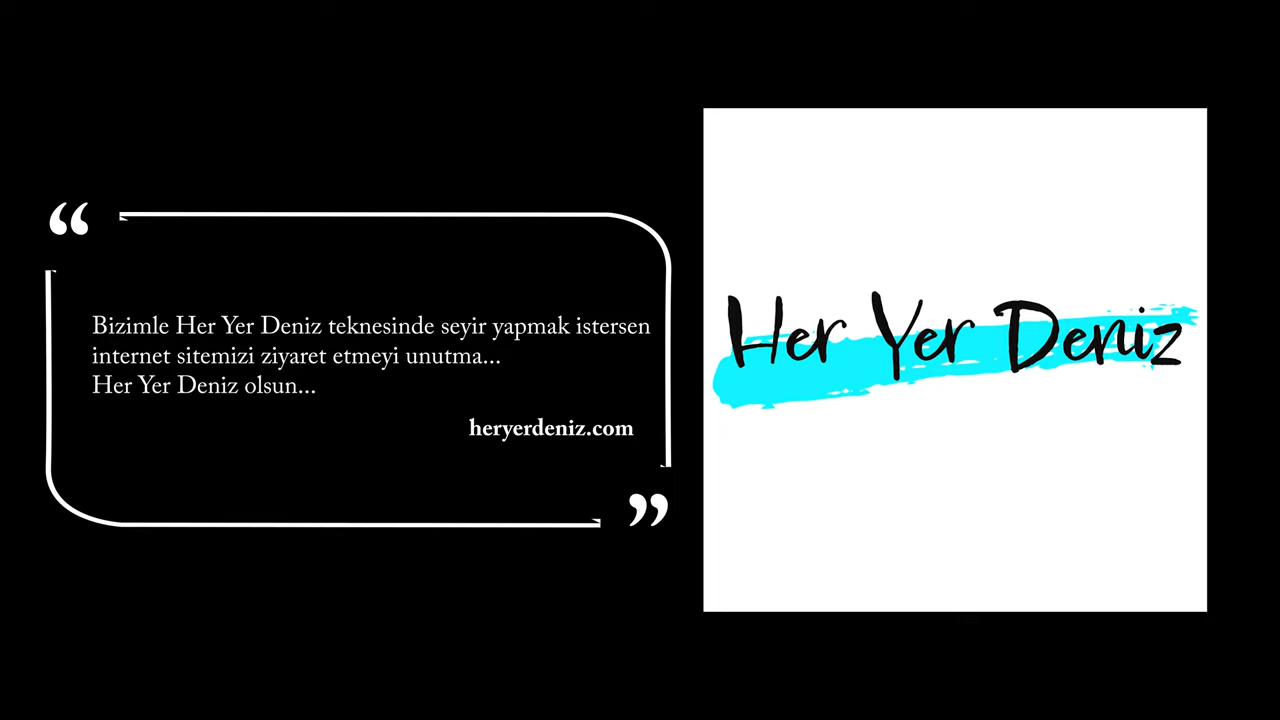 “
Bizimle Her Yer Deniz teknesinde seyir yapmak istersen
internet sitemizi ziyaret etmeyi unutma...
Her Yer Deniz olsun...
heryerdeniz.com
”
Her Yer Deniz